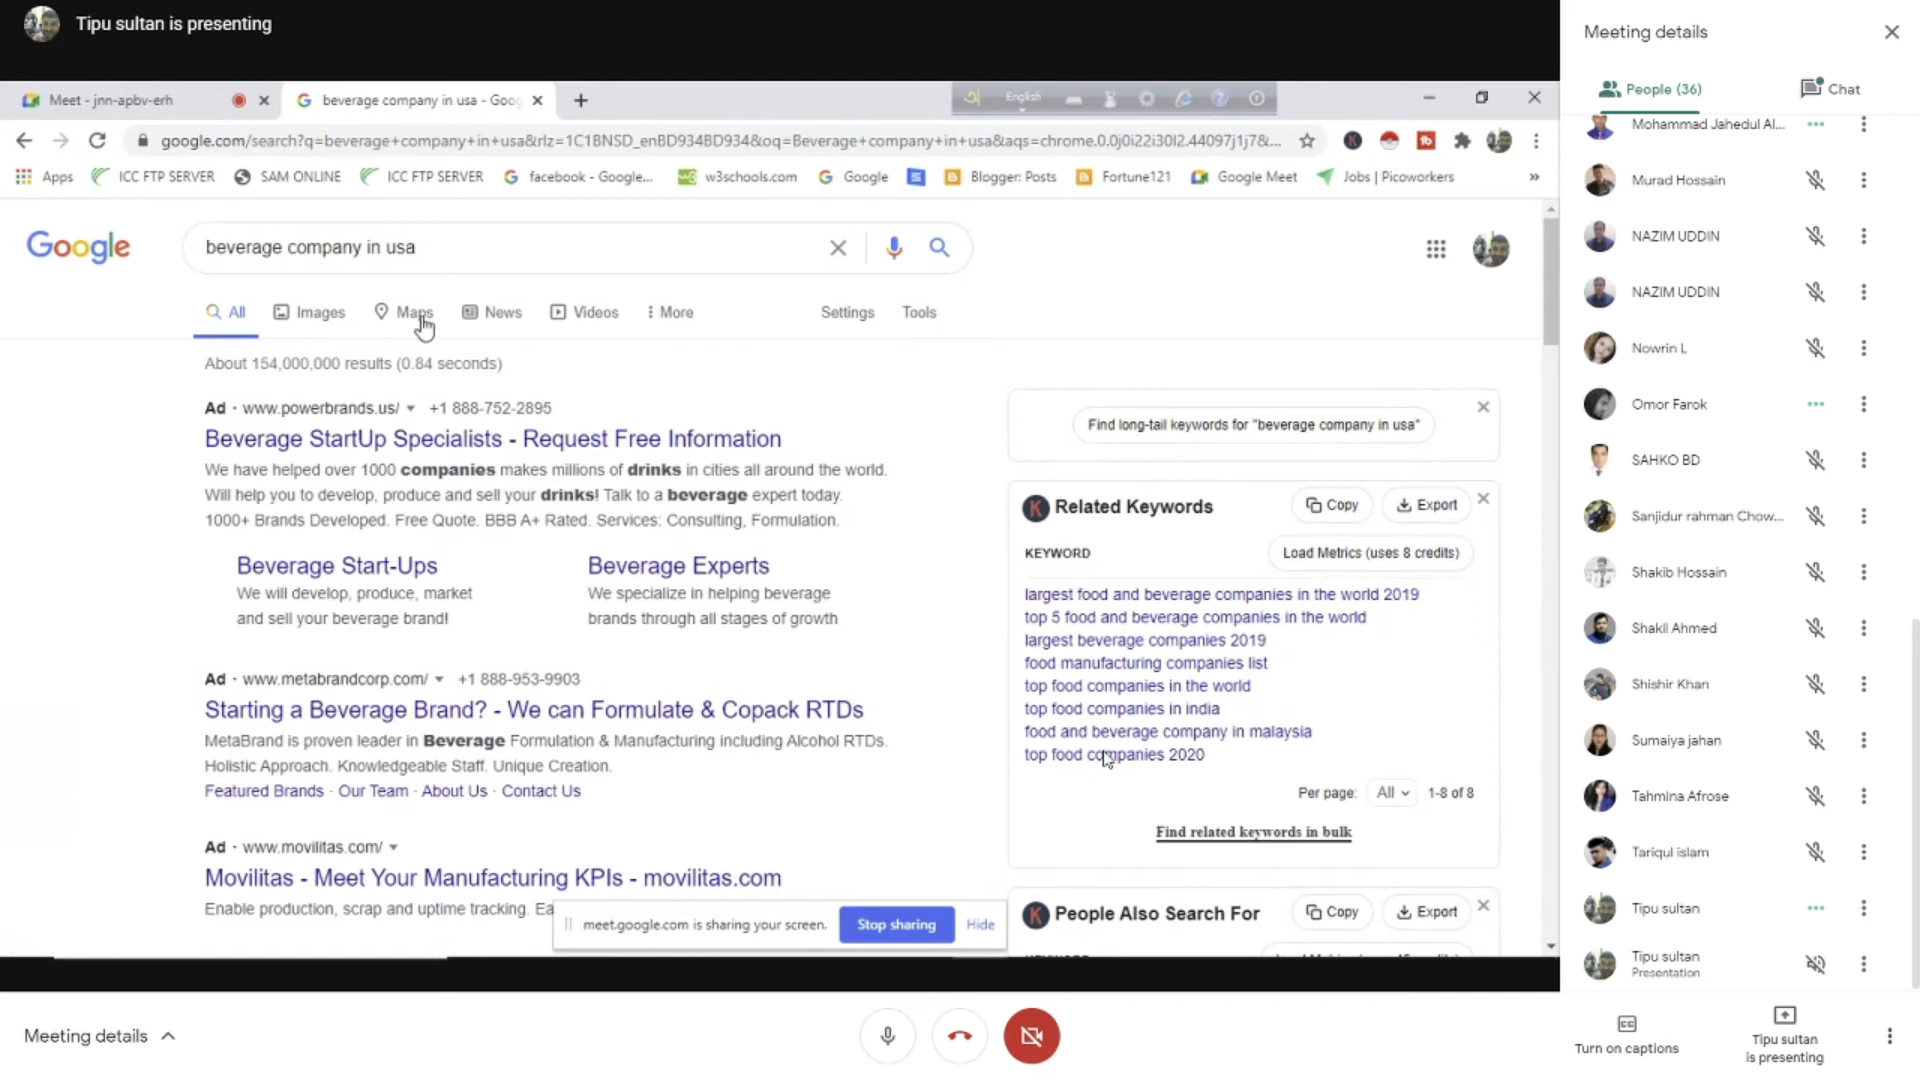 Tipu sultan is presenting
Meet - jnn-apbv-erh
beverage company in usa - Goog
English
google.com/search?q=beverage+company+in+usa&rlz=1C1BNSD_enBD934BD934&oq=Beverage+company+in+usa&aqs=chrome.0.0j0i22i30l2.44097j1j7&...
Apps
ICC FTP SERVER
SAM ONLINE
ICC FTP SERVER
facebook - Google...
w3schools.com
Google
Blogger: Posts
Fortune121
Google Meet
Jobs | Picoworkers
»
Google
beverage company in usa
All
Images
Maps
News
Videos
More
Settings
Tools
About 154,000,000 results (0.84 seconds)
Ad · www.powerbrands.us/ +1 888-752-2895
Beverage StartUp Specialists - Request Free Information
We have helped over 1000 companies makes millions of drinks in cities all around the world.
Will help you to develop, produce and sell your drinks! Talk to a beverage expert today.
1000+ Brands Developed. Free Quote. BBB A+ Rated. Services: Consulting, Formulation.
Beverage Start-Ups
We will develop, produce, market
and sell your beverage brand!
Beverage Experts
We specialize in helping beverage
brands through all stages of growth
Ad · www.metabrandcorp.com/ +1 888-953-9903
Starting a Beverage Brand? - We can Formulate & Copack RTDs
MetaBrand is proven leader in Beverage Formulation & Manufacturing including Alcohol RTDs.
Holistic Approach. Knowledgeable Staff. Unique Creation.
Featured Brands · Our Team · About Us · Contact Us
Ad · www.movilitas.com/
Movilitas - Meet Your Manufacturing KPIs - movilitas.com
Enable production, scrap and uptime tracking. Ea
meet.google.com is sharing your screen.
Stop sharing
Hide
Find long-tail keywords for "beverage company in usa"
K
Related Keywords
Copy
Export
KEYWORD
Load Metrics (uses 8 credits)
largest food and beverage companies in the world 2019
top 5 food and beverage companies in the world
largest beverage companies 2019
food manufacturing companies list
top food companies in the world
top food companies in india
food and beverage company in malaysia
top food companies 2020
Per page:
All
1-8 of 8
Find related keywords in bulk
K
People Also Search For
Copy
Export
Meeting details
People (36)
Chat
Mohammad Jahedul Al...
Murad Hossain
NAZIM UDDIN
NAZIM UDDIN
Nowrin L
Omor Farok
SAHKO BD
Sanjidur rahman Chow...
Shakib Hossain
Shakil Ahmed
Shishir Khan
Sumaiya jahan
Tahmina Afrose
Tariqul islam
Tipu sultan
Tipu sultan
Presentation
Meeting details
Turn on captions
Tipu sultan
is presenting